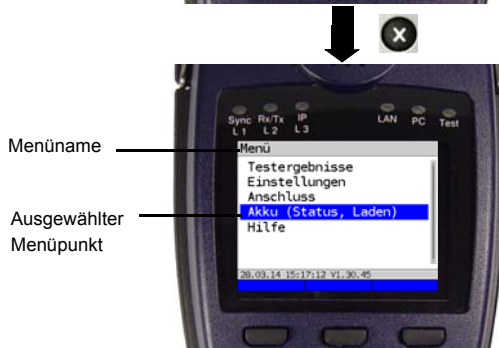 Sync Rx/Tx IP LAN PC Test
L 1 L 2 L 3
Menüname
Menü
Testergebnisse
Einstellungen
Anschluss
Akku (Status, Laden)
Ausgewählter
Menüpunkt
Hilfe
28.03.14 15:17:12 V1.30.45